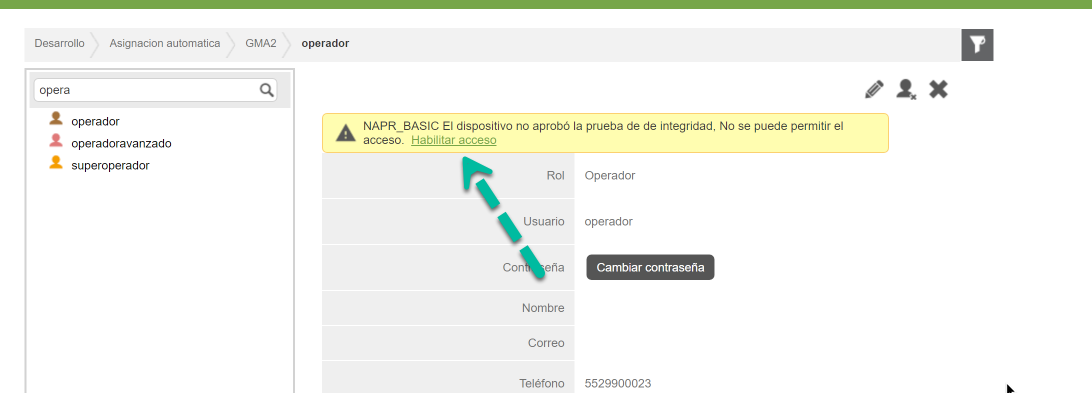 Desarrollo Asignacion automatica GMA2 operador
opera
operador
operadoravanzado
superoperador
NAPR_BASIC El dispositivo no aprobó la prueba de de integridad, No se puede permitir el
acceso. Habilitar acceso
Rol Operador
Usuario operador
Contraseña Cambiar contraseña
Nombre
Correo
Teléfono 5529900023